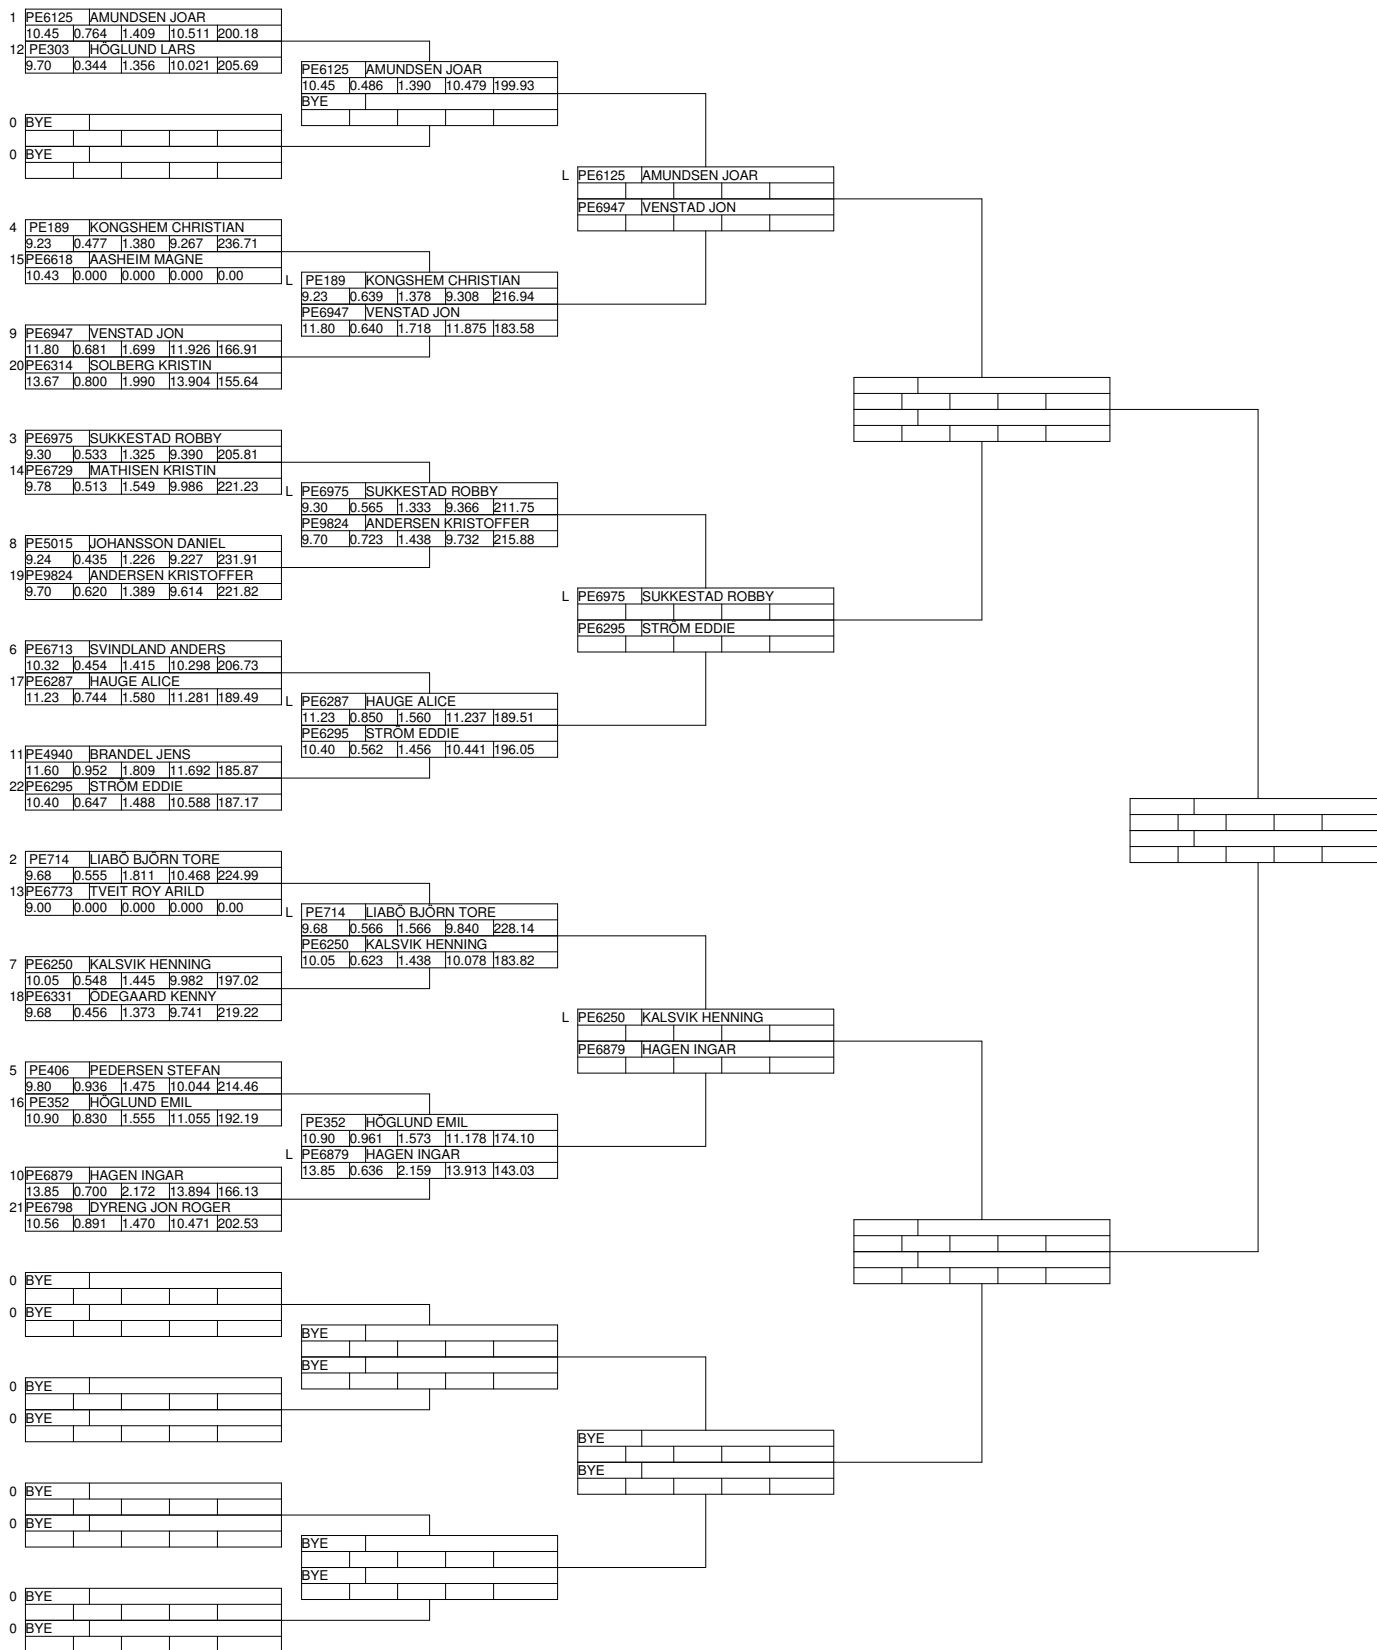 1 PE6125 AMUNDSEN JOAR
10.45 0.764 1.409 10.511 200.18
12 PE303 HÖGLUND LARS
9.70 0.344 1.356 10.021 205.69
0 BYE
0 BYE
4 PE189 KONGSHEM CHRISTIAN
9.23 0.477 1.380 9.267 236.71
15 PE6618 AASHEIM MAGNE
10.43 0.000 0.000 0.000 0.00
9 PE6947 VENSTAD JON
11.80 0.681 1.699 11.926 166.91
20 PE6314 SOLBERG KRISTIN
13.67 0.800 1.990 13.904 155.64
3 PE6975 SUKKESTAD ROBBY
9.30 0.533 1.325 9.390 205.81
14 PE6729 MATHISEN KRISTIN
9.78 0.513 1.549 9.986 221.23
8 PE5015 JOHANSSON DANIEL
9.24 0.435 1.226 9.227 231.91
19 PE9824 ANDERSEN KRISTOFFER
9.70 0.620 1.389 9.614 221.82
6 PE6713 SVINDLAND ANDERS
10.32 0.454 1.415 10.298 206.73
17 PE6287 HAUGE ALICE
11.23 0.744 1.580 11.281 189.49
11 PE4940 BRANDEL JENS
11.60 0.952 1.809 11.692 185.87
22 PE6295 STRÖM EDDIE
10.40 0.647 1.488 10.588 187.17
2 PE714 LIABÖ BJÖRN TORE
9.68 0.555 1.811 10.468 224.99
13 PE6773 TVEIT ROY ARILD
9.00 0.000 0.000 0.000 0.00
7 PE6250 KALSVIK HENNING
10.05 0.548 1.445 9.982 197.02
18 PE6331 ÖDEGAARD KENNY
9.68 0.456 1.373 9.741 219.22
5 PE406 PEDERSEN STEFAN
9.80 0.936 1.475 10.044 214.46
16 PE352 HÖGLUND EMIL
10.90 0.830 1.555 11.055 192.19
10 PE6879 HAGEN INGAR
13.85 0.700 2.172 13.894 166.13
21 PE6798 DYRENG JON ROGER
10.56 0.891 1.470 10.471 202.53
0 BYE
0 BYE
0 BYE
0 BYE
0 BYE
0 BYE
0 BYE
0 BYE
PE6125 AMUNDSEN JOAR
10.45 0.486 1.390 10.479 199.93
BYE
L PE189 KONGSHEM CHRISTIAN
9.23 0.639 1.378 9.308 216.94
PE6947 VENSTAD JON
11.80 0.640 1.718 11.875 183.58
L PE6975 SUKKESTAD ROBBY
9.30 0.565 1.333 9.366 211.75
PE9824 ANDERSEN KRISTOFFER
9.70 0.723 1.438 9.732 215.88
L PE6287 HAUGE ALICE
11.23 0.850 1.560 11.237 189.51
PE6295 STRÖM EDDIE
10.40 0.562 1.456 10.441 196.05
L PE714 LIABÖ BJÖRN TORE
9.68 0.566 1.566 9.840 228.14
PE6250 KALSVIK HENNING
10.05 0.623 1.438 10.078 183.82
PE352 HÖGLUND EMIL
10.90 0.961 1.573 11.178 174.10
L PE6879 HAGEN INGAR
13.85 0.636 2.159 13.913 143.03
BYE
BYE
BYE
BYE
L PE6125 AMUNDSEN JOAR
PE6947 VENSTAD JON
L PE6975 SUKKESTAD ROBBY
PE6295 STRÖM EDDIE
L PE6250 KALSVIK HENNING
PE6879 HAGEN INGAR
BYE
BYE